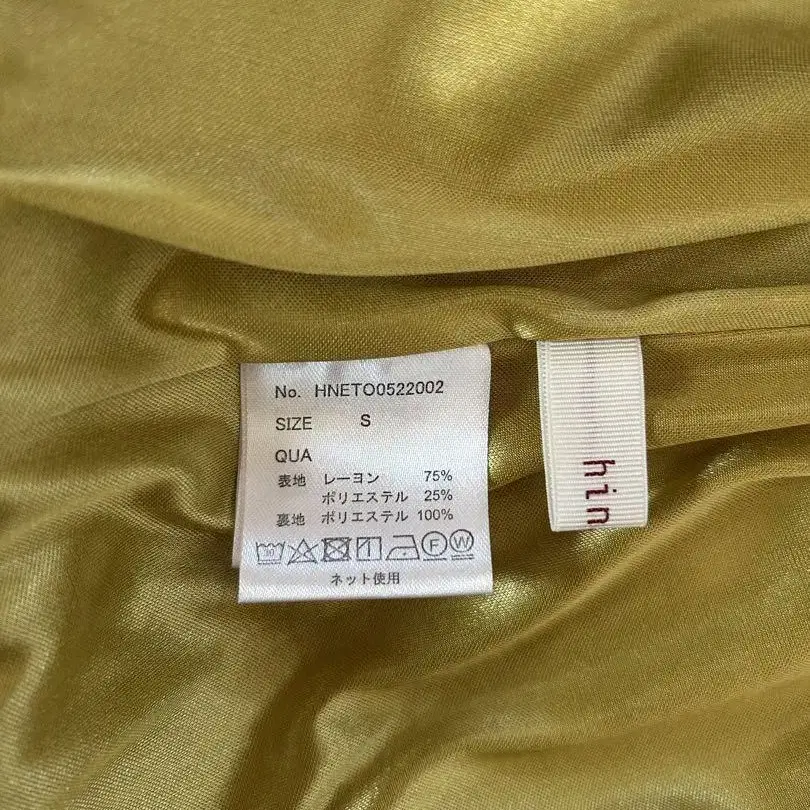 No. HNETO0522002
SIZE S
QUA
表地 レーヨン 75%
ポリエステル 25%
裏地 ポリエステル 100%
30 F W
ネット使用
hin